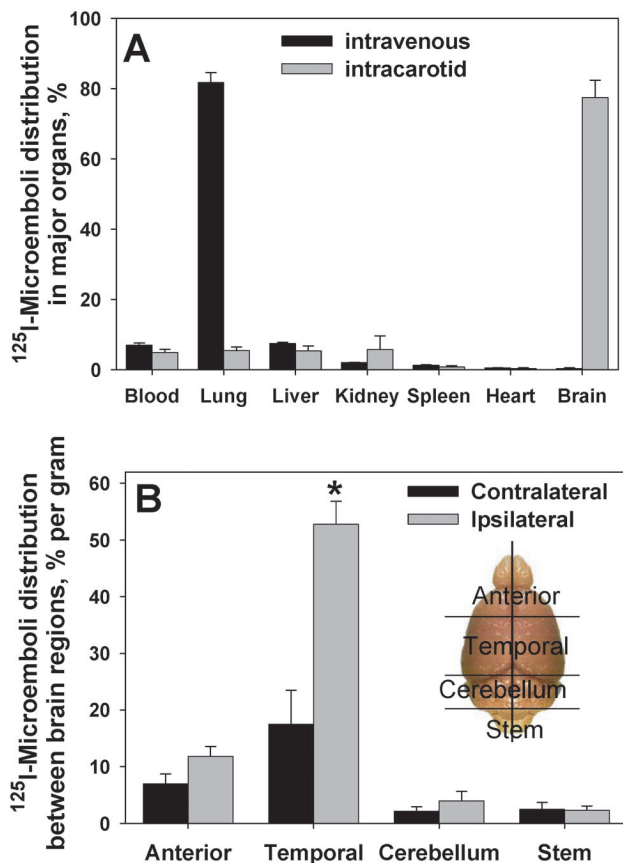 A
intravenous
intracarotid
¹²⁵I-Microemboli distribution
in major organs, %
100
80
60
40
20
0
Blood Lung Liver Kidney Spleen Heart Brain
B
Contralateral
Ipsilateral
*
¹²⁵I-Microemboli distribution
between brain regions, % per gram
60
50
40
30
20
10
0
Anterior
Temporal
Cerebellum
Stem
Anterior Temporal Cerebellum Stem